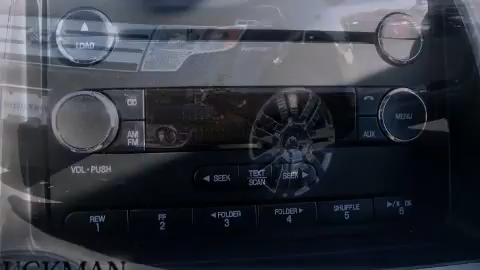 LOAD
CD
AM
FM
MENU
AUX
VOL • PUSH
◄ SEEK
TEXT
SCAN
SEEK ►
REW
1
FF
2
◄ FOLDER
3
FOLDER ►
4
SHUFFLE
5
6
UCKMAN